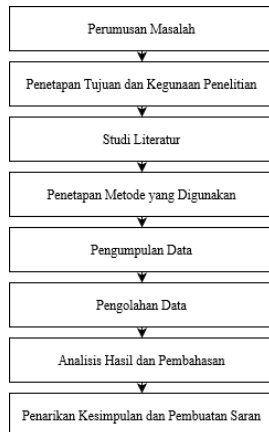 Perumusan Masalah
Penetapan Tujuan dan Kegunaan Penelitian
Studi Literatur
Penetapan Metode yang Digunakan
Pengumpulan Data
Pengolahan Data
Analisis Hasil dan Pembahasan
Penarikan Kesimpulan dan Pembuatan Saran